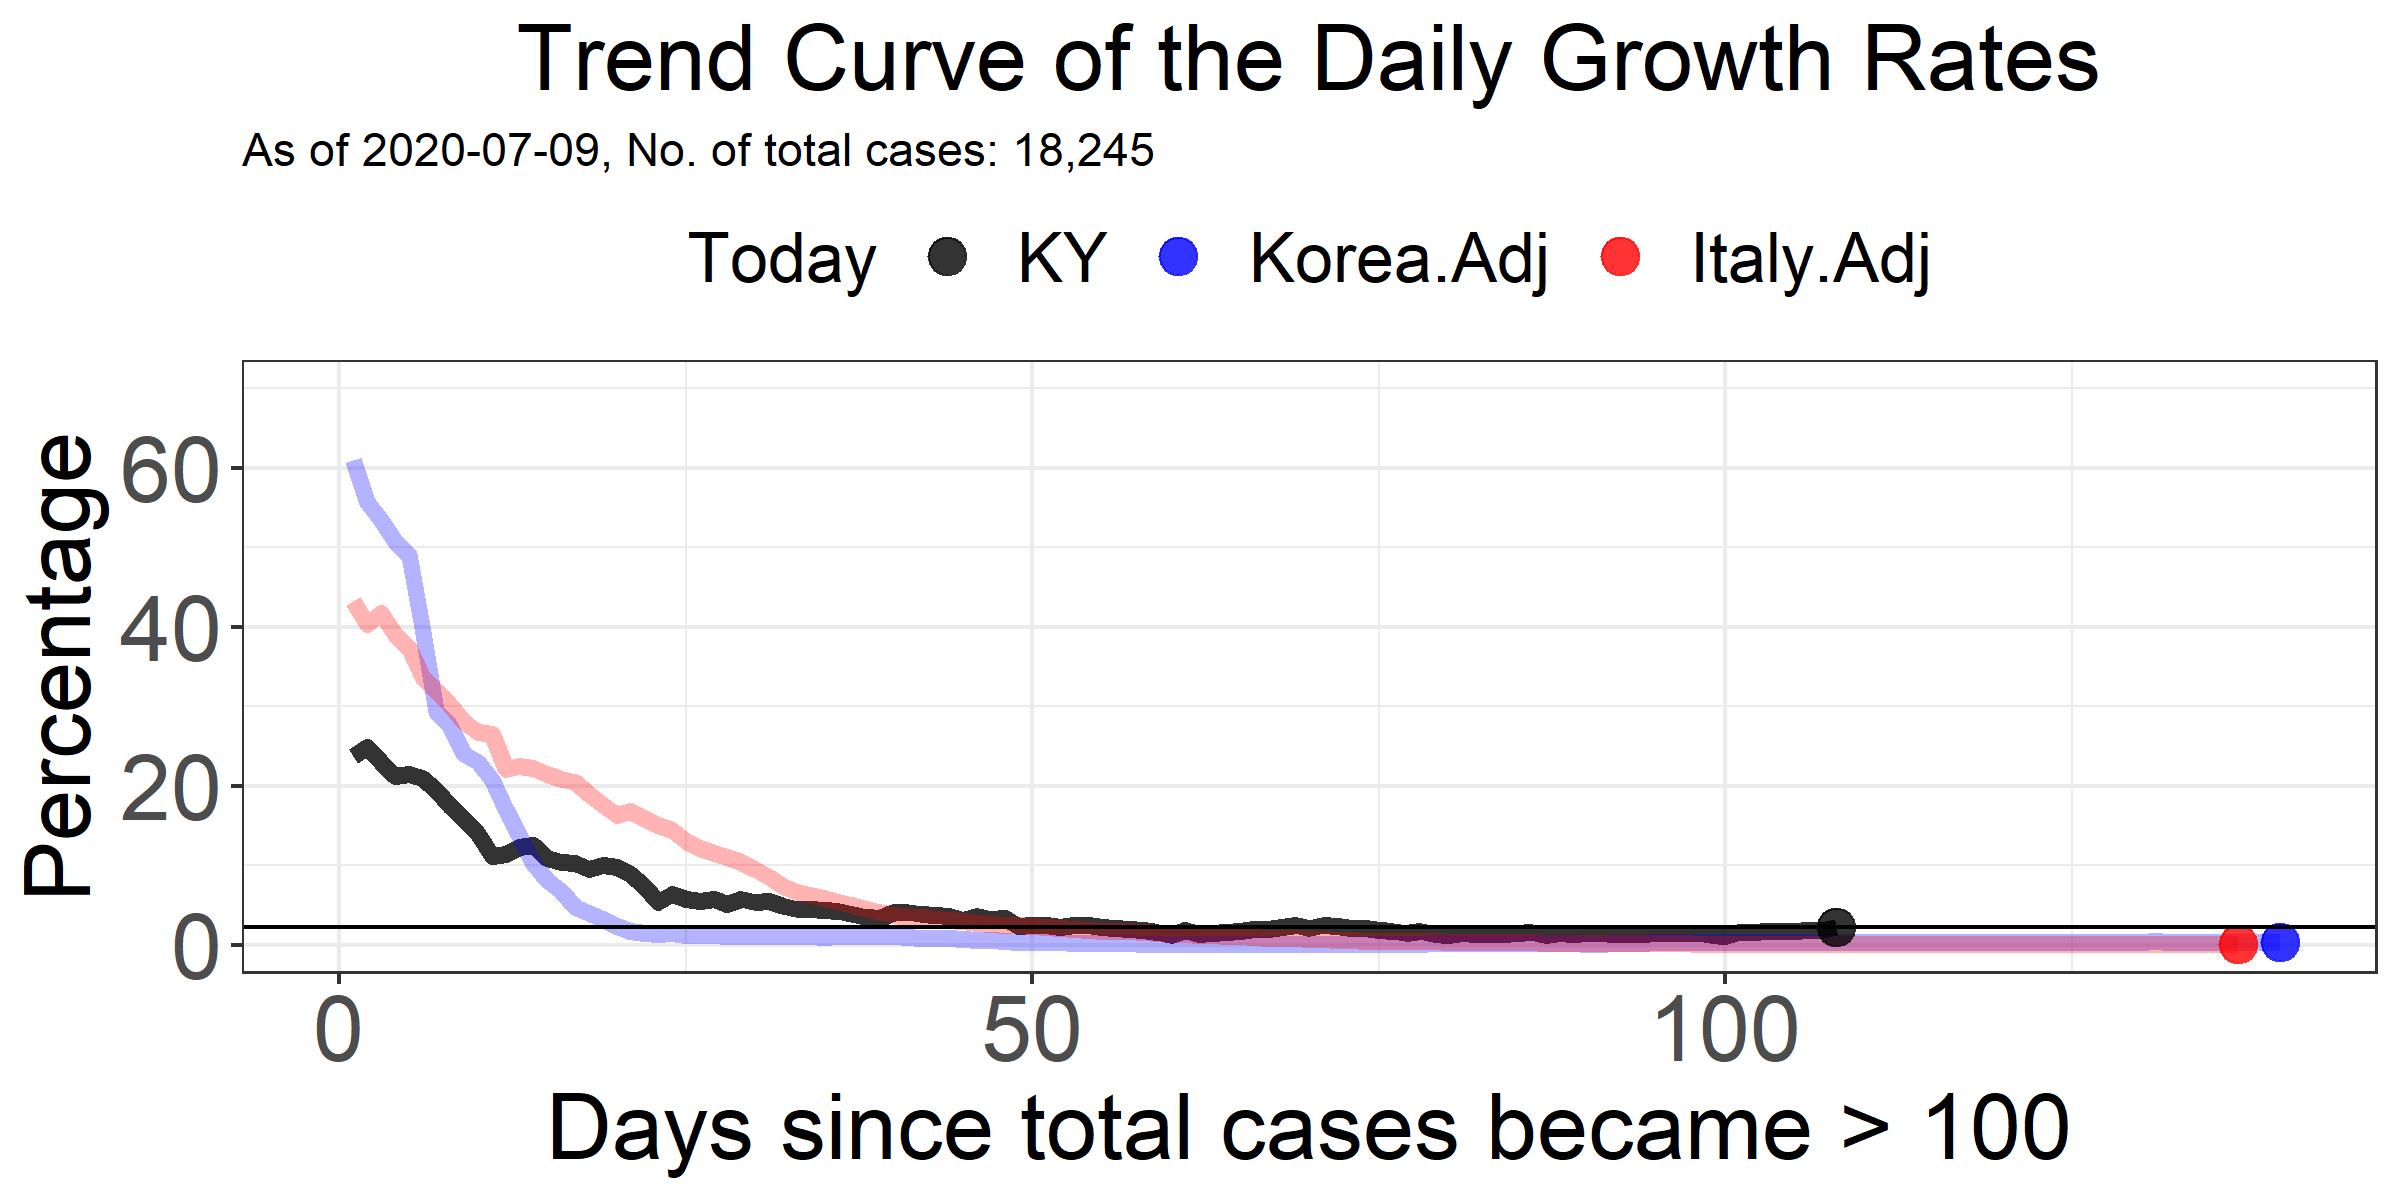 Trend Curve of the Daily Growth Rates
As of 2020-07-09, No. of total cases: 18,245
Today KY Korea.Adj Italy.Adj
Percentage
60
40
20
0
0 50 100
Days since total cases became > 100